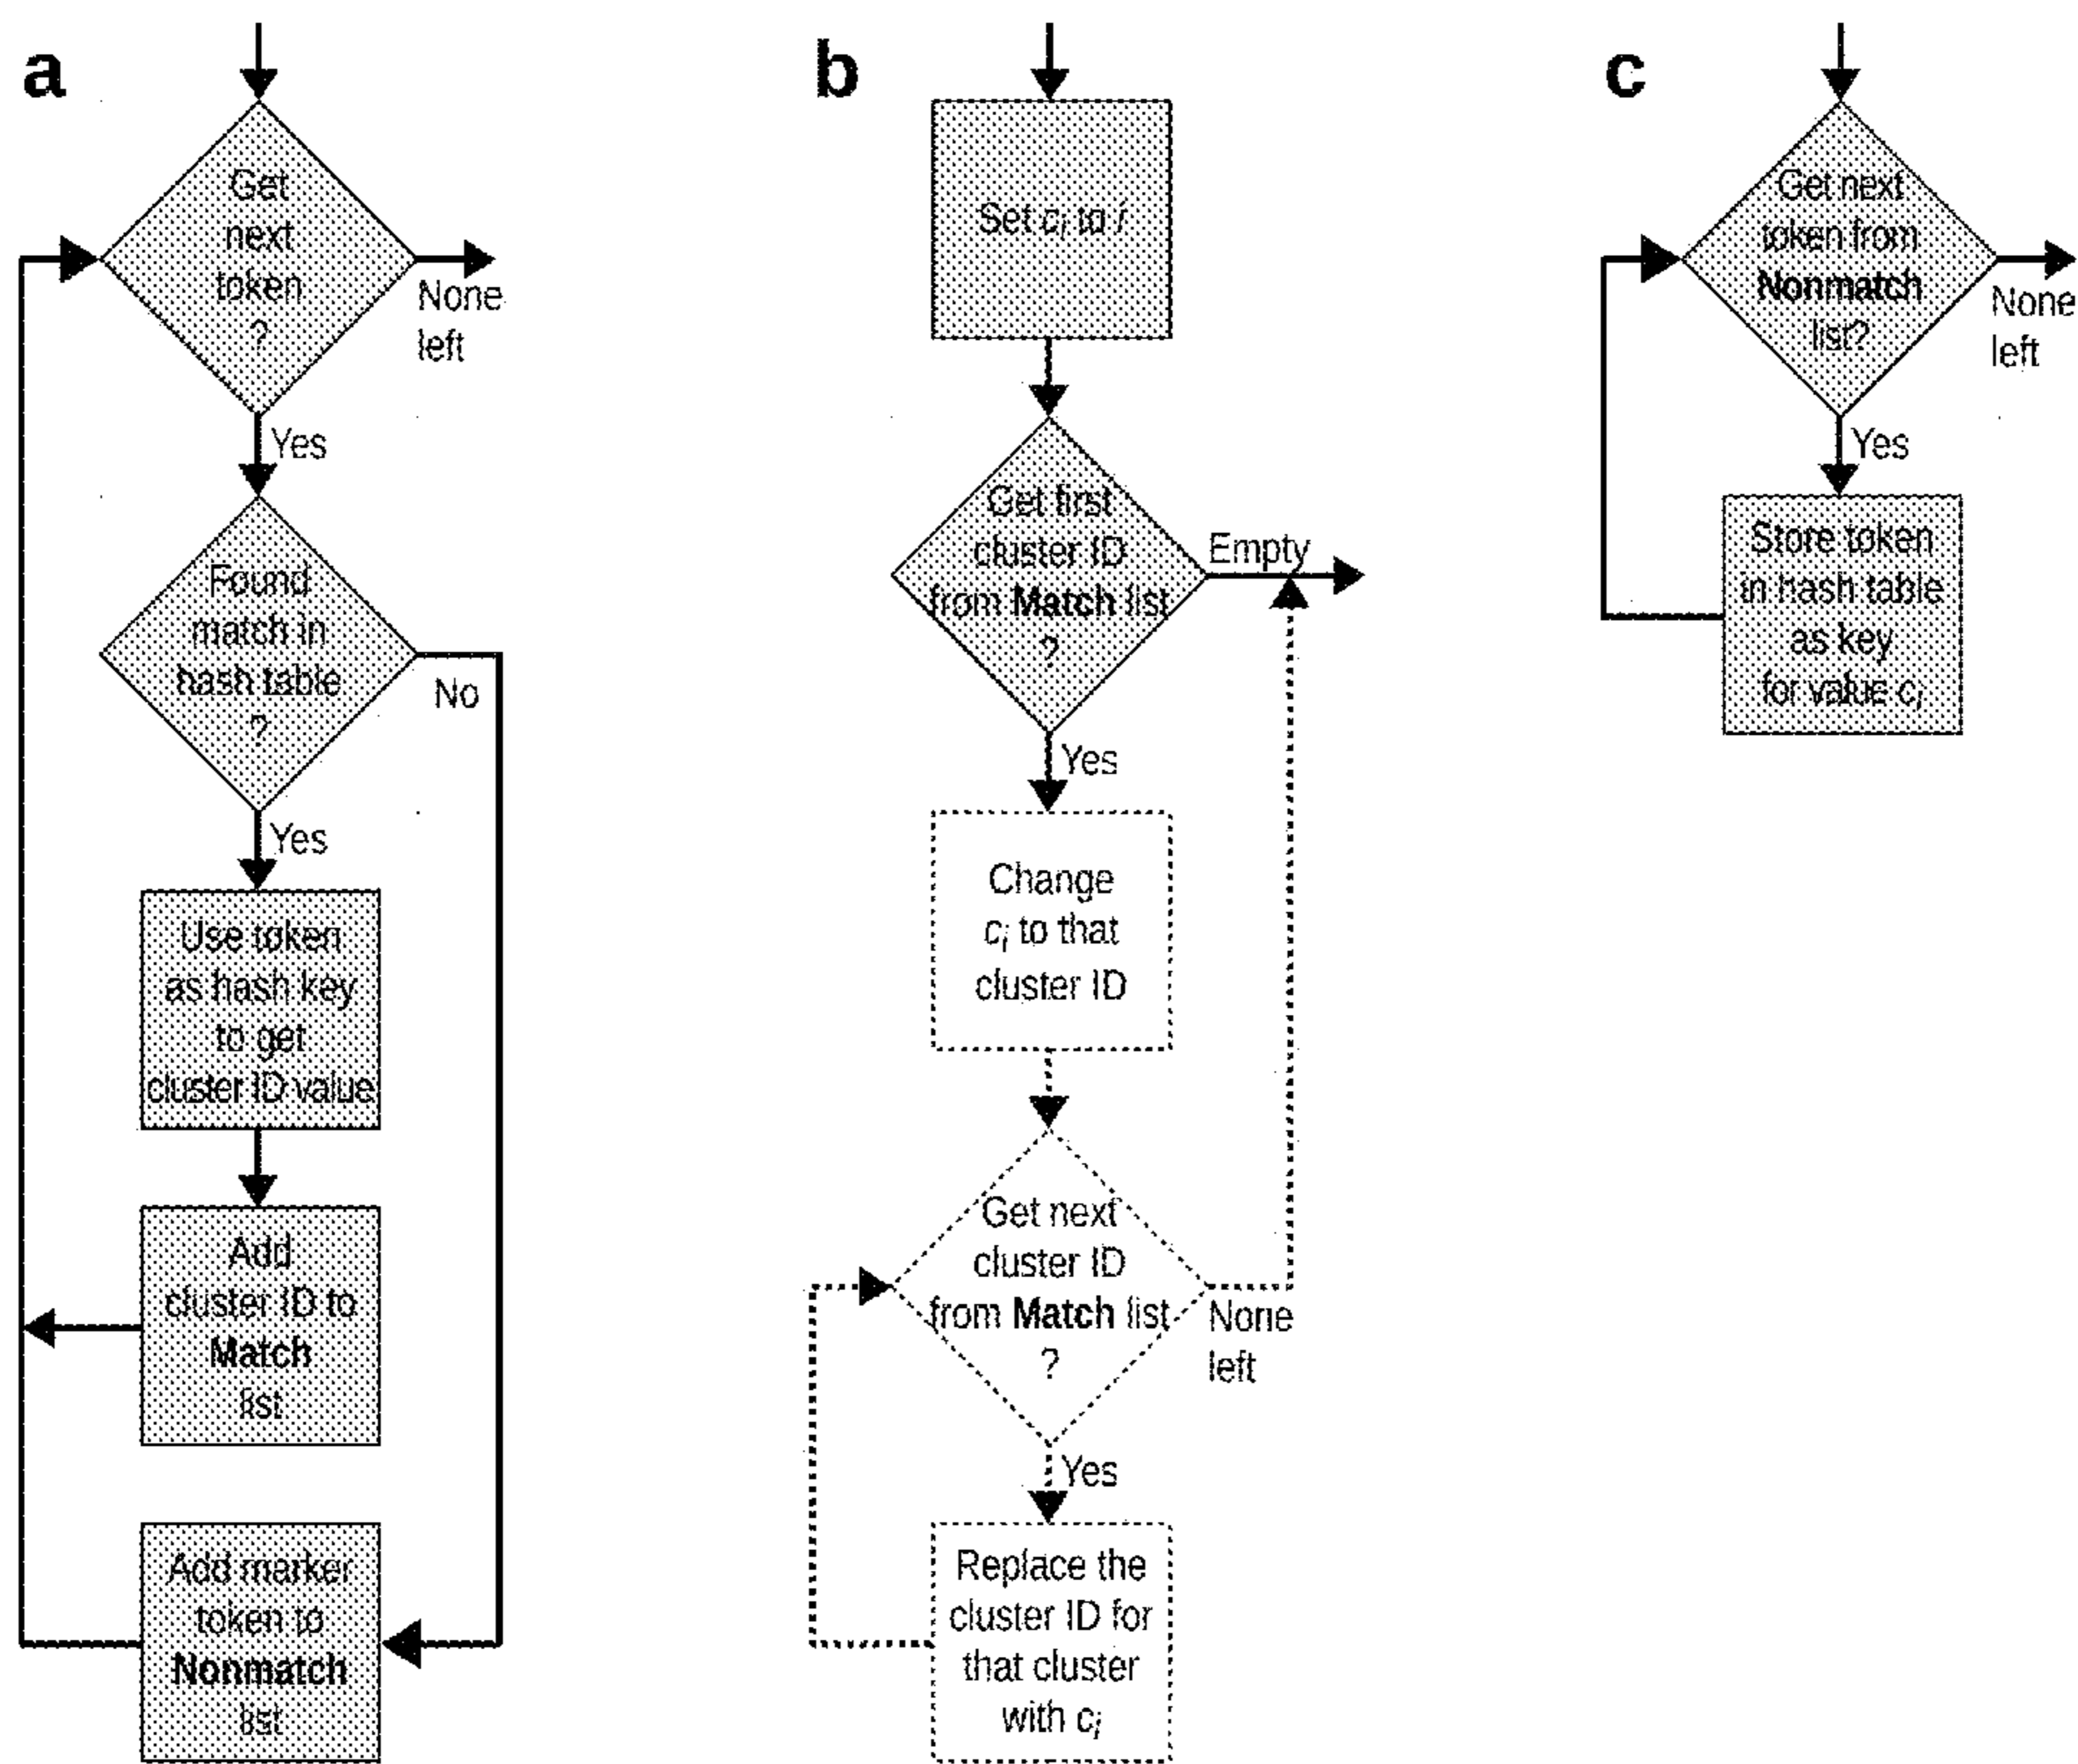 a
Get
next
token
?
None
left
Yes
Found
match in
hash table
?
No
Yes
Use token
as hash key
to get
cluster ID value
Add
cluster ID to
Match
list
Add marker
token to
Nonmatch
list
b
Set ci to i
Get first
cluster ID
from Match list
?
Empty
Yes
Change
ci to that
cluster ID
Get next
cluster ID
from Match list
?
None
left
Yes
Replace the
cluster ID for
that cluster
with ci
c
Get next
token from
Nonmatch
list?
None
left
Yes
Store token
in hash table
as key
for value ci